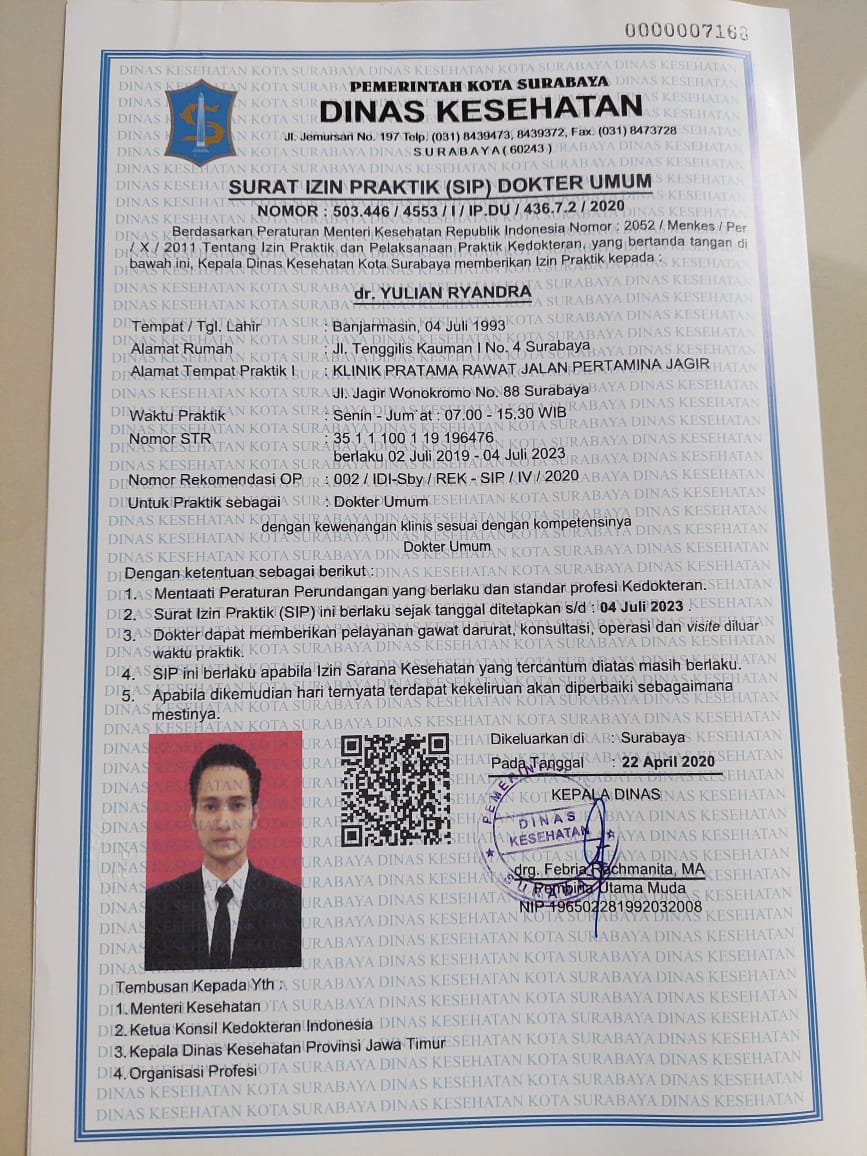 0000007168
PEMERINTAH KOTA SURABAYA
DINAS KESEHATAN
Jl. Jemursari No. 197 Telp. (031) 8439473, 8439372, Fax. (031) 8473728
SURABAYA ( 60243 )
SURAT IZIN PRAKTIK (SIP) DOKTER UMUM
NOMOR : 503.446 / 4553 / I / IP.DU / 436.7.2 / 2020
Berdasarkan Peraturan Menteri Kesehatan Republik Indonesia Nomor : 2052 / Menkes / Per
/ X / 2011 Tentang Izin Praktik dan Pelaksanaan Praktik Kedokteran, yang bertanda tangan di
bawah ini, Kepala Dinas Kesehatan Kota Surabaya memberikan Izin Praktik kepada :
dr. YULIAN RYANDRA
Tempat / Tgl. Lahir : Banjarmasin, 04 Juli 1993
Alamat Rumah : Jl. Tenggilis Kauman I No. 4 Surabaya
Alamat Tempat Praktik I : KLINIK PRATAMA RAWAT JALAN PERTAMINA JAGIR
Jl. Jagir Wonokromo No. 88 Surabaya
Waktu Praktik : Senin - Jum'at : 07.00 - 15.30 WIB
Nomor STR : 35 1 1 100 1 19 196476
berlaku 02 Juli 2019 - 04 Juli 2023
Nomor Rekomendasi OP : 002 / IDI-Sby / REK - SIP / IV / 2020
Untuk Praktik sebagai : Dokter Umum
dengan kewenangan klinis sesuai dengan kompetensinya
Dokter Umum
Dengan ketentuan sebagai berikut :
1. Mentaati Peraturan Perundangan yang berlaku dan standar profesi Kedokteran.
2. Surat Izin Praktik (SIP) ini berlaku sejak tanggal ditetapkan s/d : 04 Juli 2023 .
3. Dokter dapat memberikan pelayanan gawat darurat, konsultasi, operasi dan visite diluar
waktu praktik.
4. SIP ini berlaku apabila Izin Sarana Kesehatan yang tercantum diatas masih berlaku.
5. Apabila dikemudian hari ternyata terdapat kekeliruan akan diperbaiki sebagaimana
mestinya.
Dikeluarkan di : Surabaya
Pada Tanggal : 22 April 2020
KEPALA DINAS
PEMERINTAH
DINAS
KESEHATAN
SURABAYA
drg. Febria Rachmanita, MA
Pembina Utama Muda
NIP 196502281992032008
Tembusan Kepada Yth :
1. Menteri Kesehatan
2. Ketua Konsil Kedokteran Indonesia
3. Kepala Dinas Kesehatan Provinsi Jawa Timur
4. Organisasi Profesi